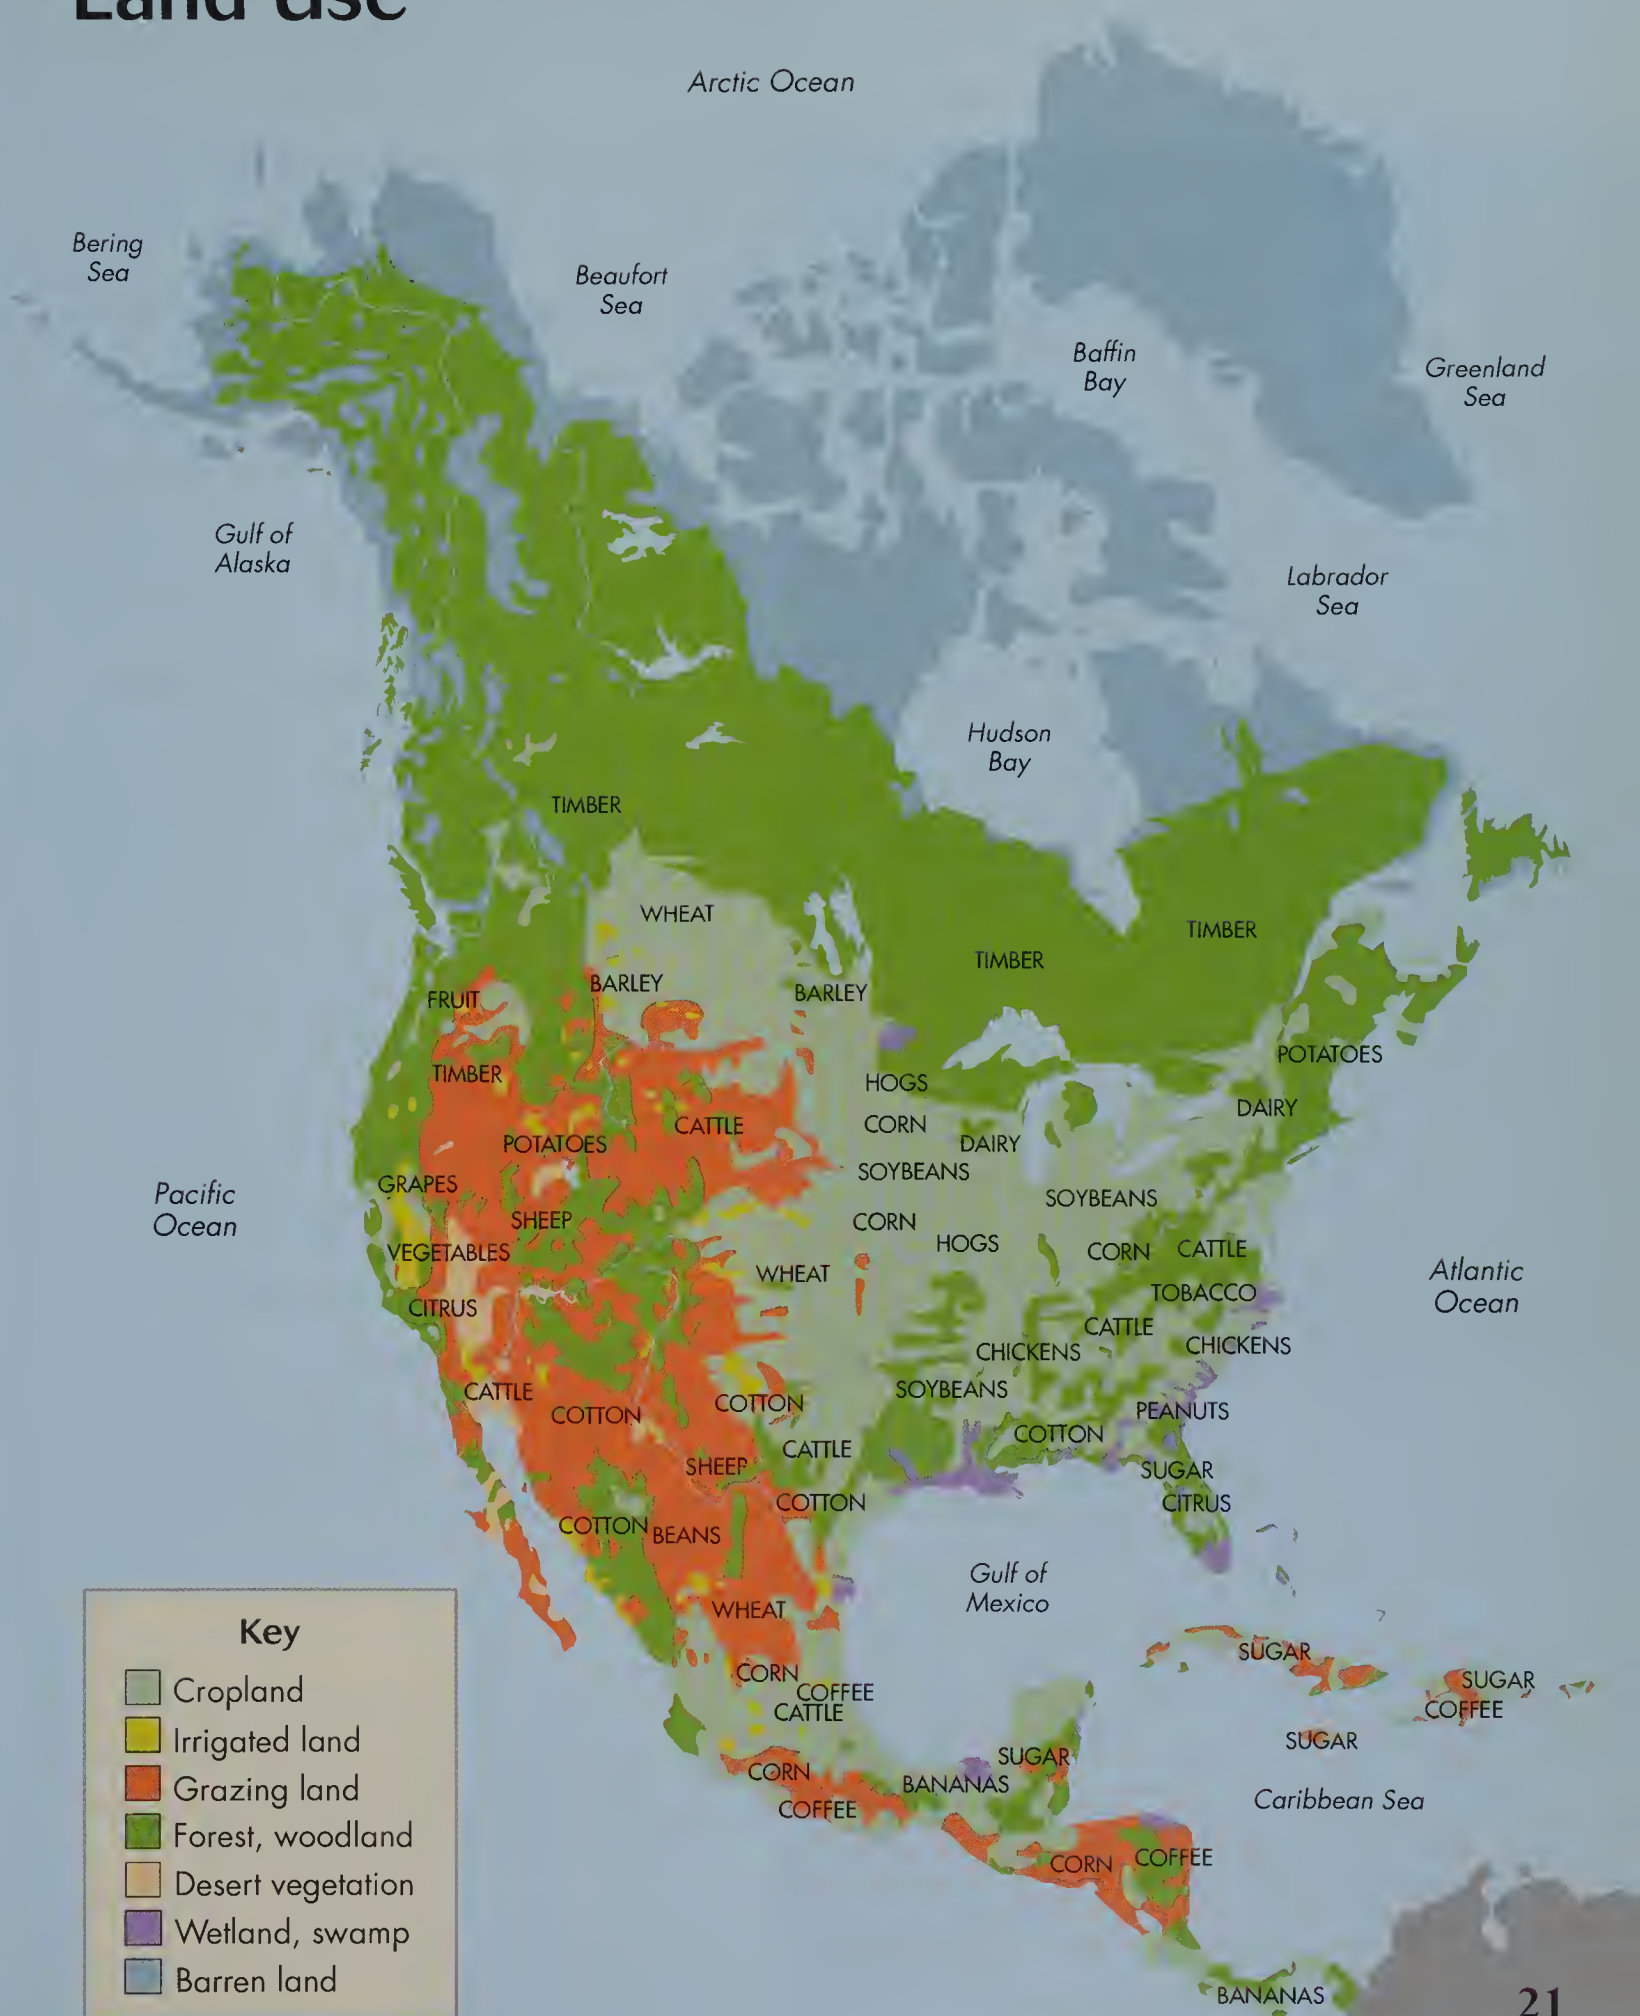 Land Use
Arctic Ocean
Bering
Sea
Beaufort
Sea
Baffin
Bay
Greenland
Sea
Gulf of
Alaska
Labrador
Sea
Hudson
Bay
TIMBER
WHEAT
TIMBER
TIMBER
BARLEY
BARLEY
FRUIT
POTATOES
TIMBER
HOGS
DAIRY
CATTLE
CORN
POTATOES
DAIRY
SOYBEANS
GRAPES
SOYBEANS
Pacific
Ocean
SHEEP
CORN
HOGS
VEGETABLES
CORN
CATTLE
WHEAT
Atlantic
Ocean
TOBACCO
CITRUS
CATTLE
CHICKENS
CHICKENS
CATTLE
SOYBEANS
COTTON
COTTON
PEANUTS
COTTON
CATTLE
SHEEP
SUGAR
COTTON
CITRUS
COTTON
BEANS
Gulf of
Mexico
WHEAT
SUGAR
CORN
SUGAR
COFFEE
COFFEE
CATTLE
SUGAR
SUGAR
CORN
BANANAS
COFFEE
Caribbean Sea
CORN
COFFEE
BANANAS
Key
Cropland
Irrigated land
Grazing land
Forest, woodland
Desert vegetation
Wetland, swamp
Barren land
21